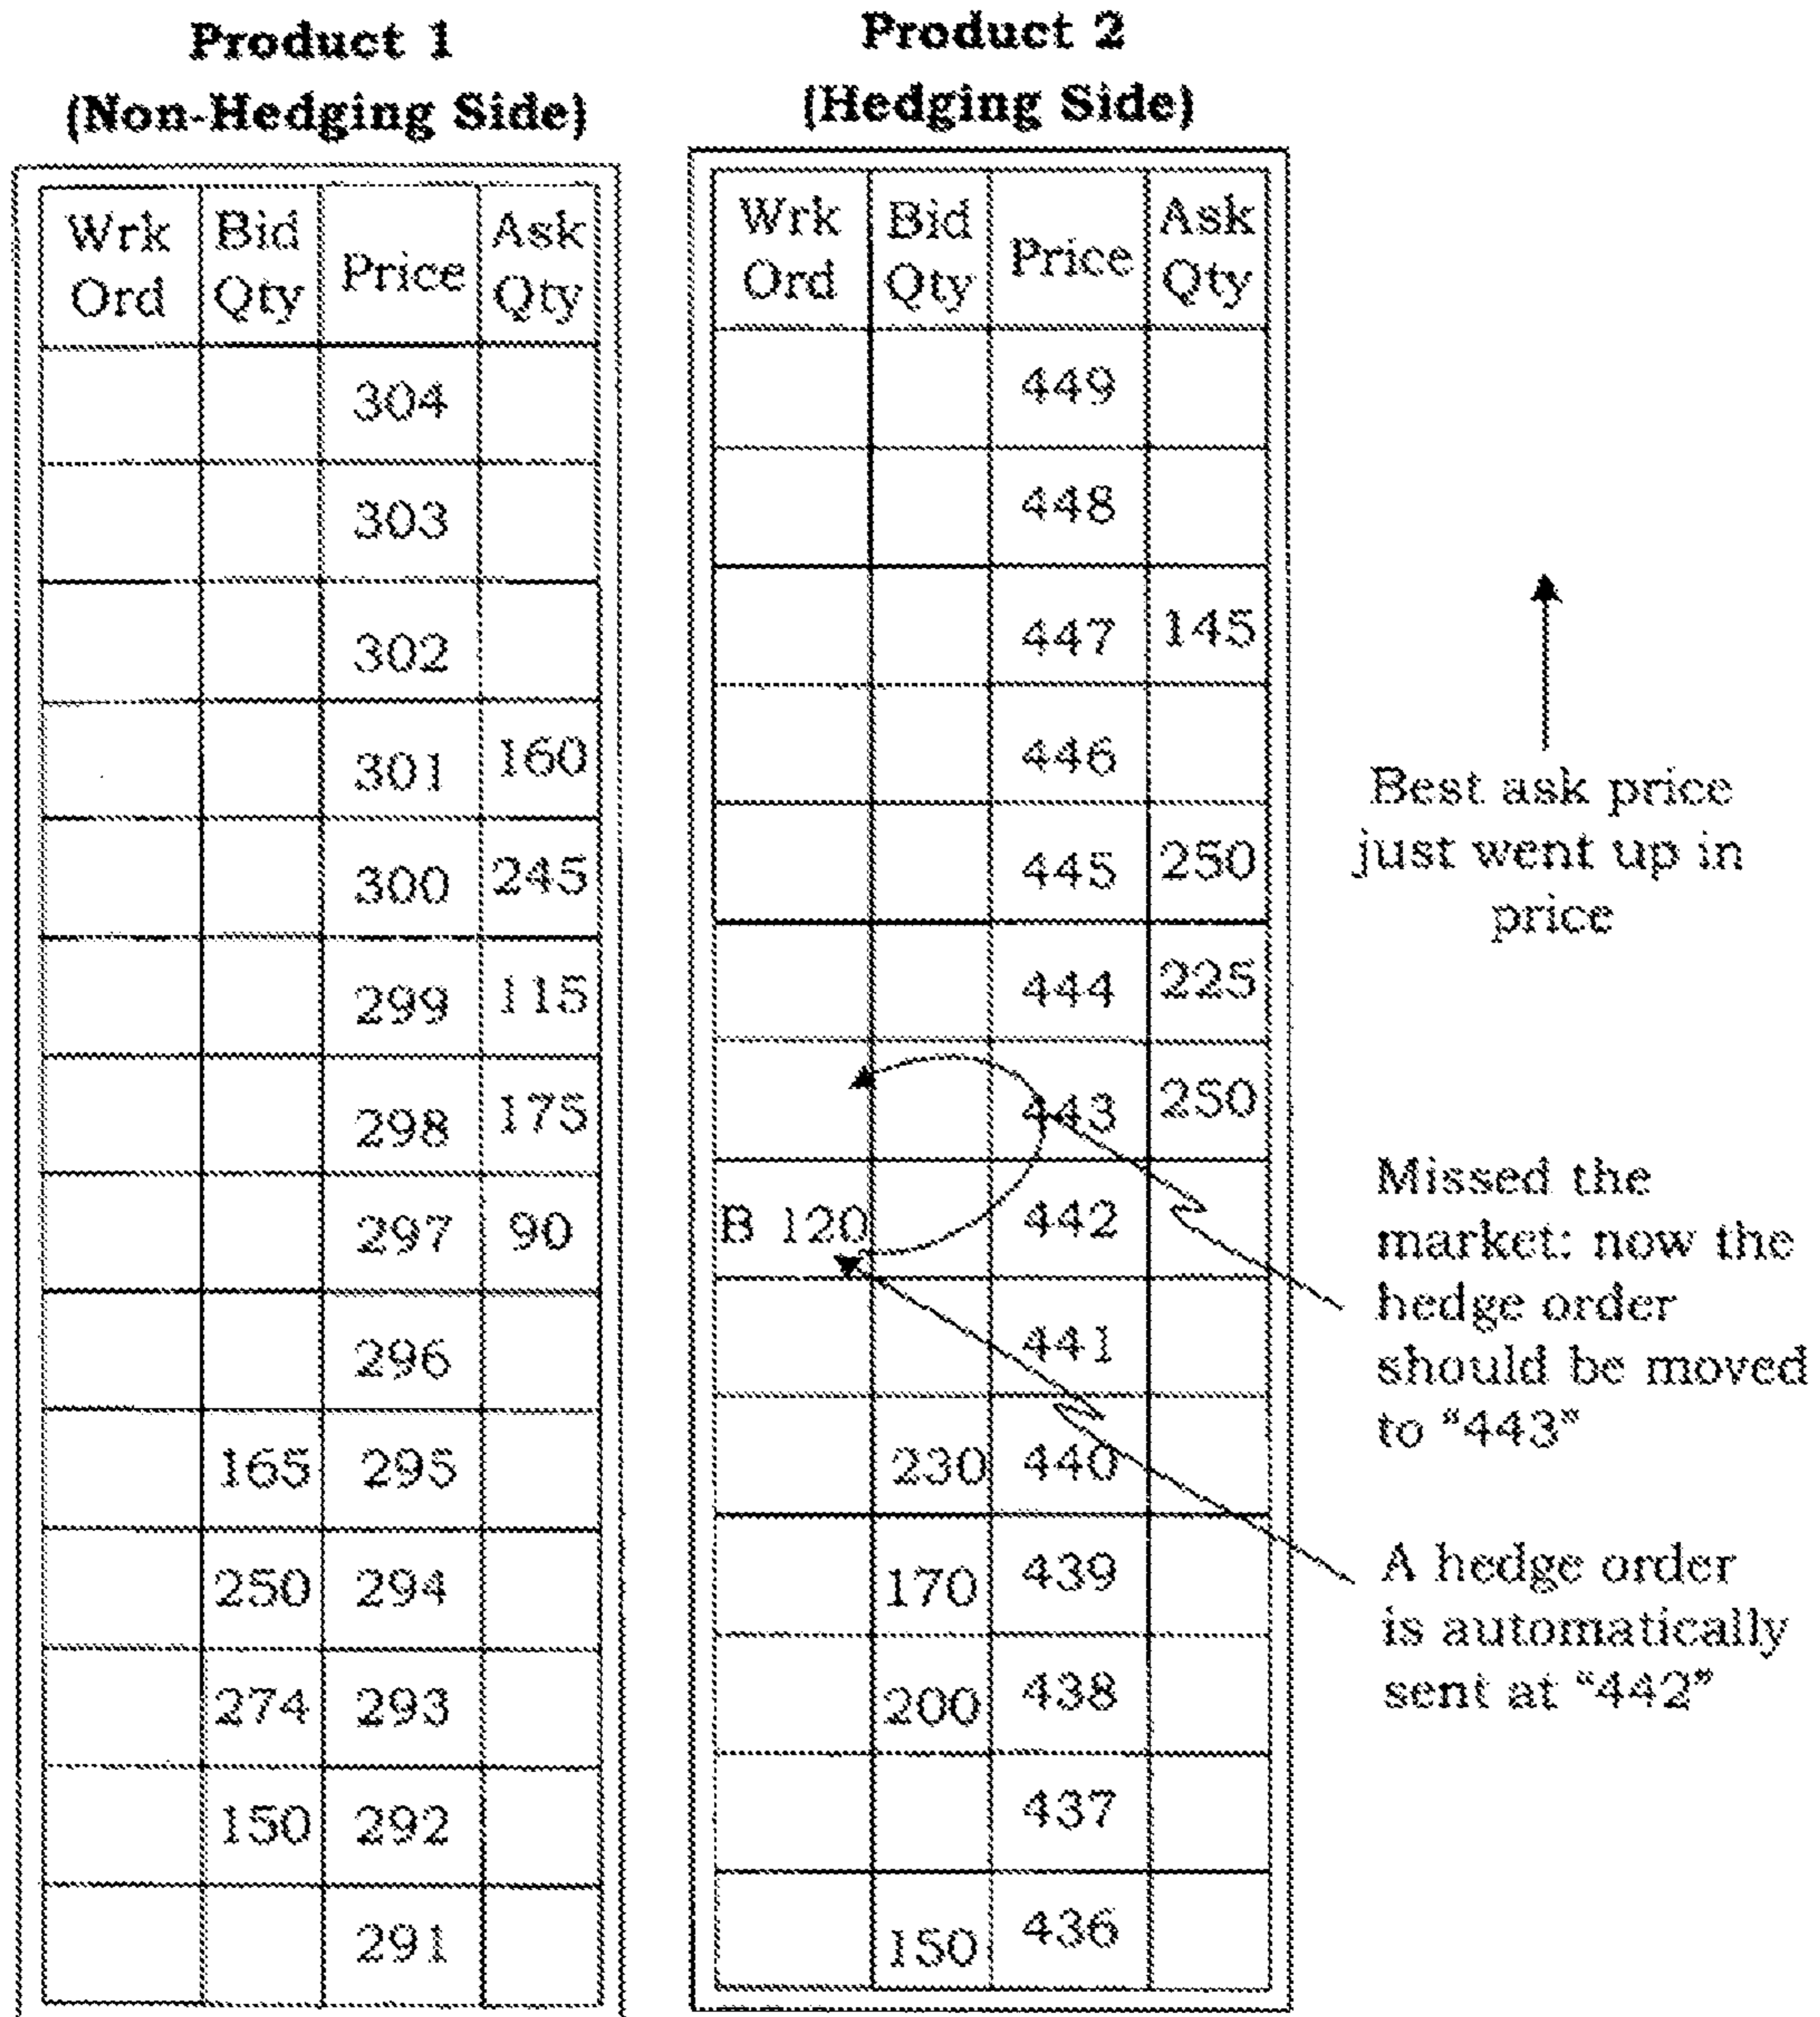 Product 1
(Non-Hedging Side)
Wrk Ord Bid Qty Price Ask Qty
304
303
302
301 160
300 245
299 115
298 175
297 90
296
165 295
250 294
274 293
150 292
291
Product 2
(Hedging Side)
Wrk Ord Bid Qty Price Ask Qty
449
448
447 145
446
445 250
444 225
443 250
B 120 442
441
230 440
170 439
200 438
437
150 436
Best ask price
just went up in
price
Missed the
market: now the
hedge order
should be moved
to “443”
A hedge order
is automatically
sent at “442”